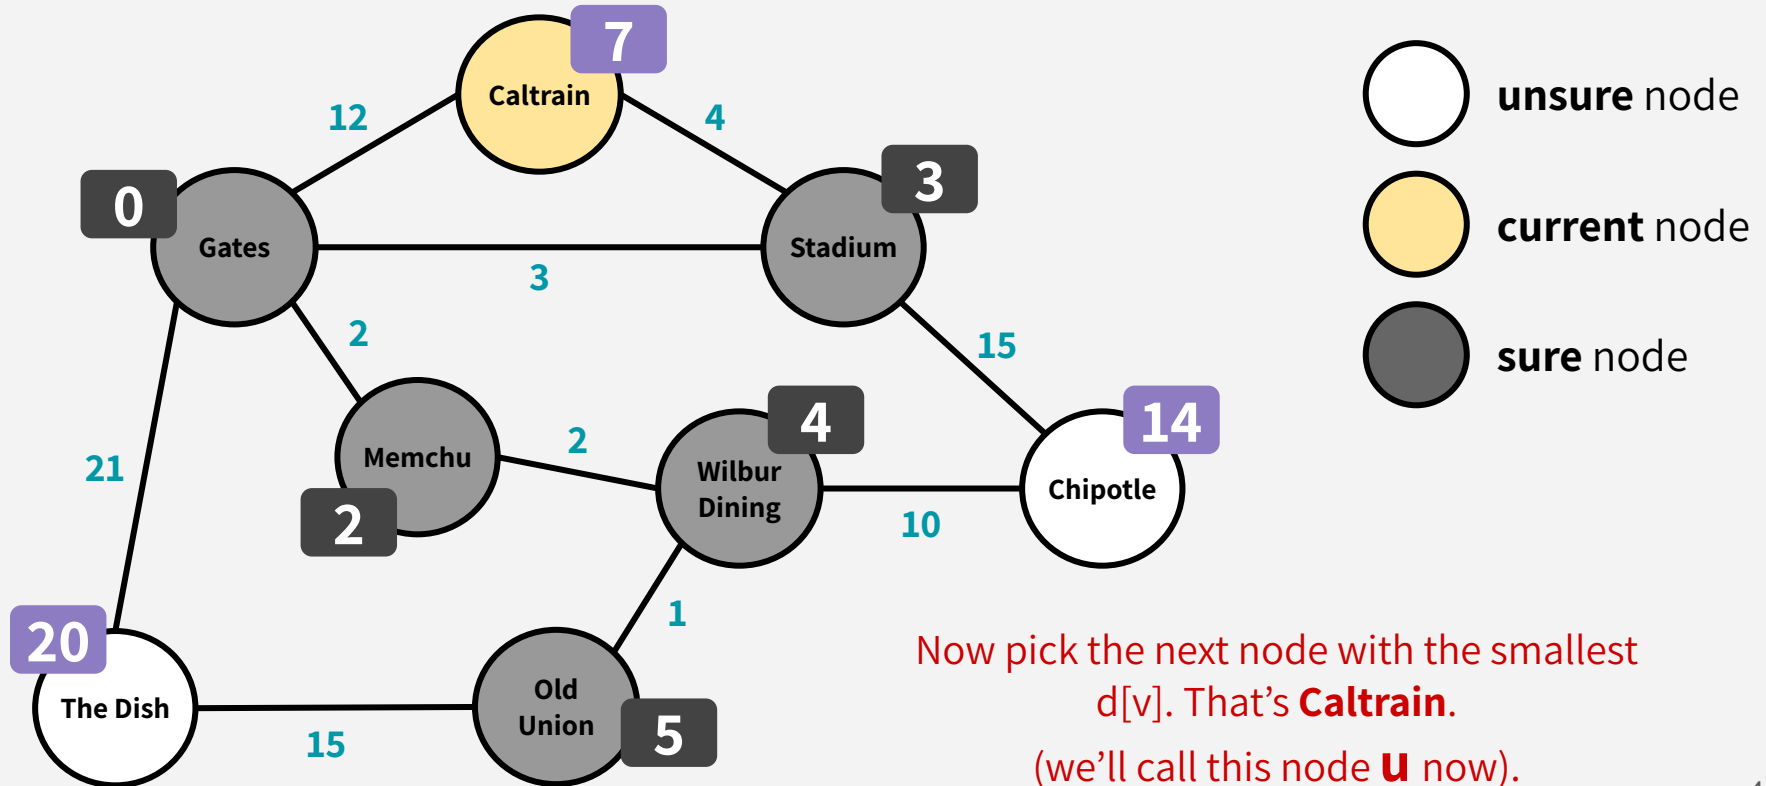 7
Caltrain
12
4
3
0
Gates
Stadium
3
2
15
4
14
2
Memchu
21
Wilbur
Dining
Chipotle
2
10
1
20
The Dish
Old
Union
5
15
unsure node
current node
sure node
Now pick the next node with the smallest
d[v]. That’s Caltrain.
(we’ll call this node u now).